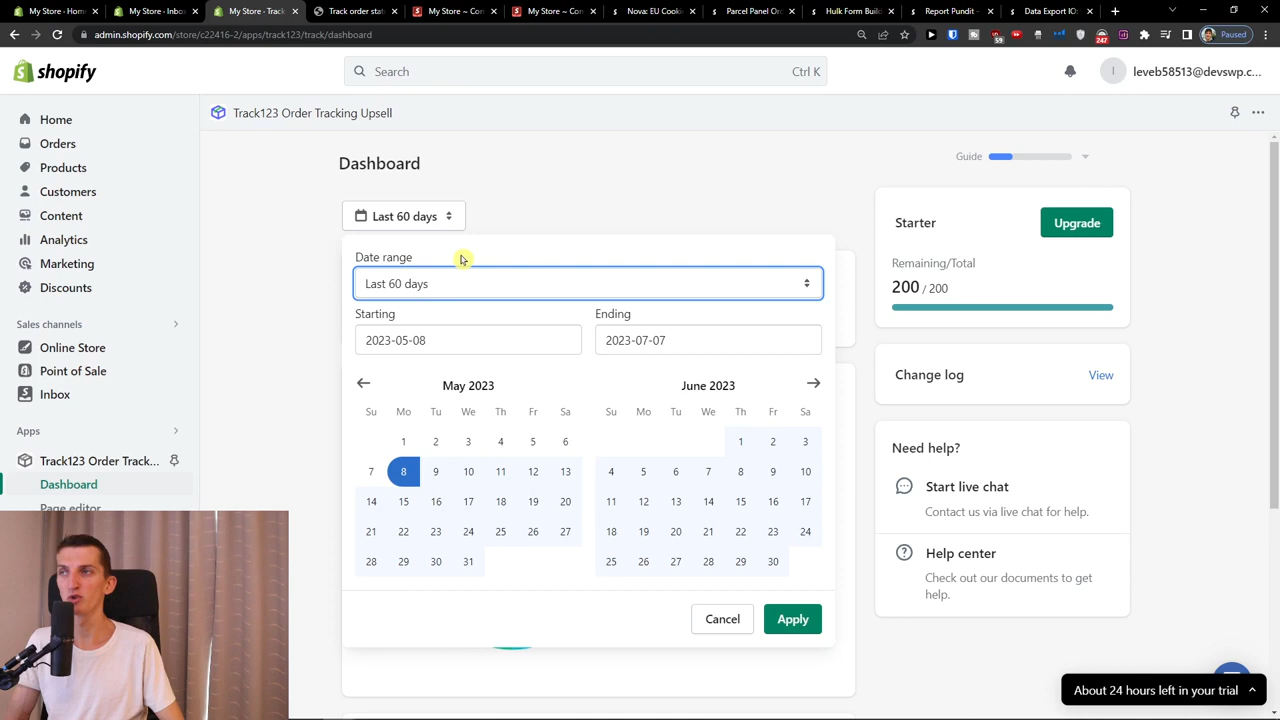 My Store · Home
My Store · Inbox
My Store · Track
Track order stat
My Store ~ Con
My Store ~ Con
Nova: EU Cooki
Parcel Panel Or
Hulk Form Buil
Report Pundit –
Data Export IO:
admin.shopify.com/store/c22416-2/apps/track123/track/dashboard
59
247
Paused
shopify
Search
Ctrl K
I
leveb58513@devswp.c...
Home
Orders
Products
Customers
Content
Analytics
Marketing
Discounts
Sales channels
Online Store
Point of Sale
Inbox
Apps
Track123 Order Track...
Dashboard
Page editor
Track123 Order Tracking Upsell
Dashboard
Guide
Last 60 days
Date range
Last 60 days
Starting
Ending
2023-05-08
2023-07-07
May 2023
Su Mo Tu We Th Fr Sa
1 2 3 4 5 6
7 8 9 10 11 12 13
14 15 16 17 18 19 20
21 22 23 24 25 26 27
28 29 30 31
June 2023
Su Mo Tu We Th Fr Sa
1 2 3
4 5 6 7 8 9 10
11 12 13 14 15 16 17
18 19 20 21 22 23 24
25 26 27 28 29 30
Cancel
Apply
Starter
Upgrade
Remaining/Total
200 / 200
Change log
View
Need help?
Start live chat
Contact us via live chat for help.
Help center
Check out our documents to get
help.
About 24 hours left in your trial